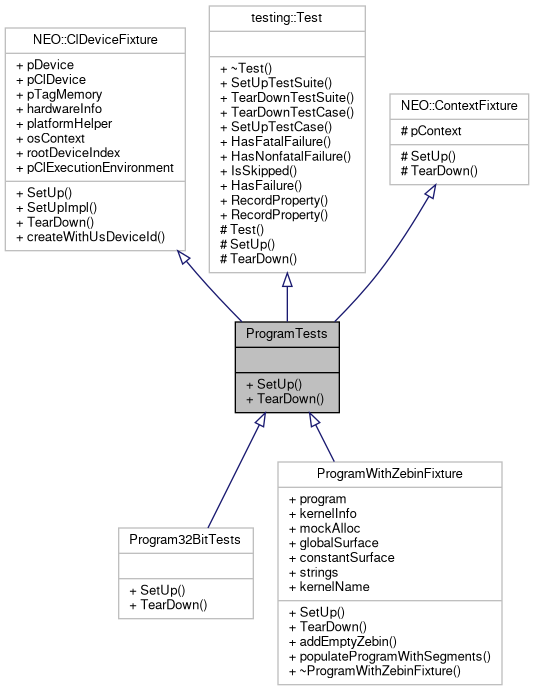 NEO::ClDeviceFixture
+ pDevice
+ pClDevice
+ pTagMemory
+ hardwareInfo
+ platformHelper
+ osContext
+ rootDeviceIndex
+ pClExecutionEnvironment
+ SetUp()
+ SetUpImpl()
+ TearDown()
+ createWithUsDeviceId()
testing::Test
+ ~Test()
+ SetUpTestSuite()
+ TearDownTestSuite()
+ TearDownTestCase()
+ SetUpTestCase()
+ HasFatalFailure()
+ HasNonfatalFailure()
+ IsSkipped()
+ HasFailure()
+ RecordProperty()
+ RecordProperty()
# Test()
# SetUp()
# TearDown()
NEO::ContextFixture
# pContext
# SetUp()
# TearDown()
ProgramTests
+ SetUp()
+ TearDown()
Program32BitTests
+ SetUp()
+ TearDown()
ProgramWithZebinFixture
+ program
+ kernelInfo
+ mockAlloc
+ globalSurface
+ constantSurface
+ strings
+ kernelName
+ SetUp()
+ TearDown()
+ addEmptyZebin()
+ populateProgramWithSegments()
+ ~ProgramWithZebinFixture()